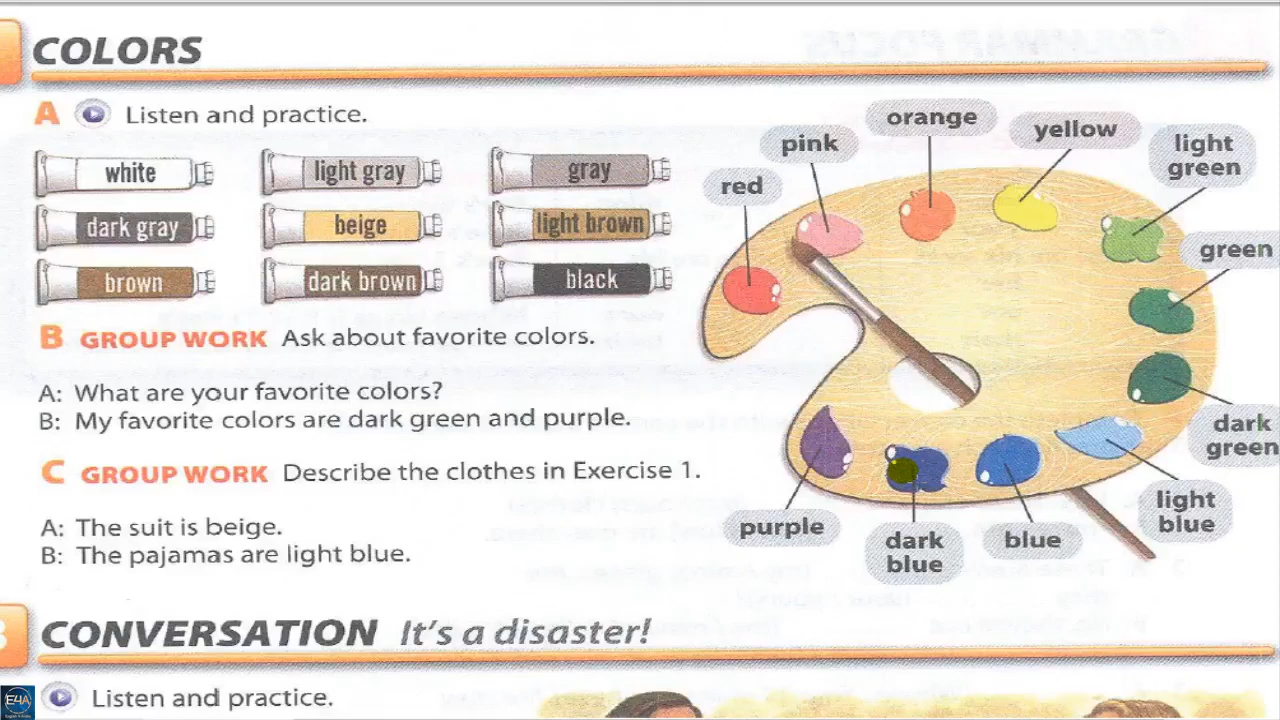 COLORS
A Listen and practice.
white light gray gray
dark gray beige light brown
brown dark brown black
red
pink
orange
yellow
light
green
green
dark
green
light
blue
blue
dark
blue
purple
B GROUP WORK Ask about favorite colors.
A: What are your favorite colors?
B: My favorite colors are dark green and purple.
C GROUP WORK Describe the clothes in Exercise 1.
A: The suit is beige.
B: The pajamas are light blue.
CONVERSATION It's a disaster!
Listen and practice.
E4A